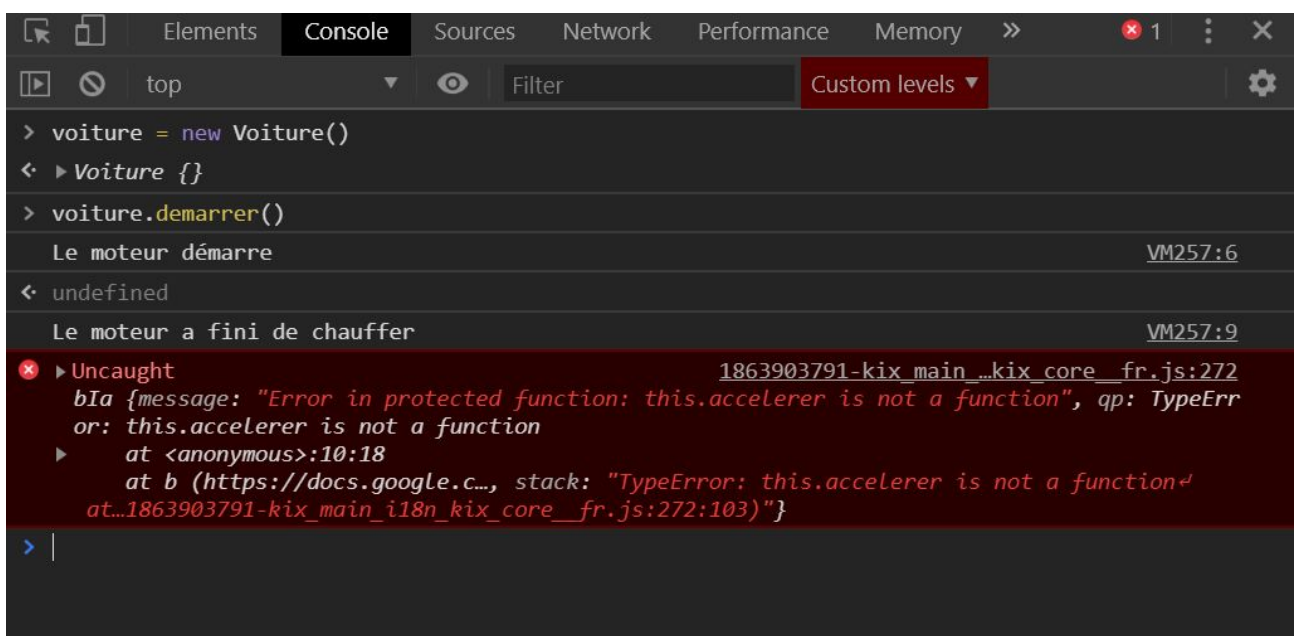 Elements Console Sources Network Performance Memory » 1
top Filter Custom levels
> voiture = new Voiture()
Voiture {}
> voiture.demarrer()
Le moteur démarre VM257:6
undefined
Le moteur a fini de chauffer VM257:9
Uncaught 1863903791-kix_main_…kix_core__fr.js:272
bIa {message: "Error in protected function: this.accelerer is not a function", qp: TypeErr
or: this.accelerer is not a function
at <anonymous>:10:18
at b (https://docs.google.c…, stack: "TypeError: this.accelerer is not a function↵
at…1863903791-kix_main_i18n_kix_core__fr.js:272:103)"}
>